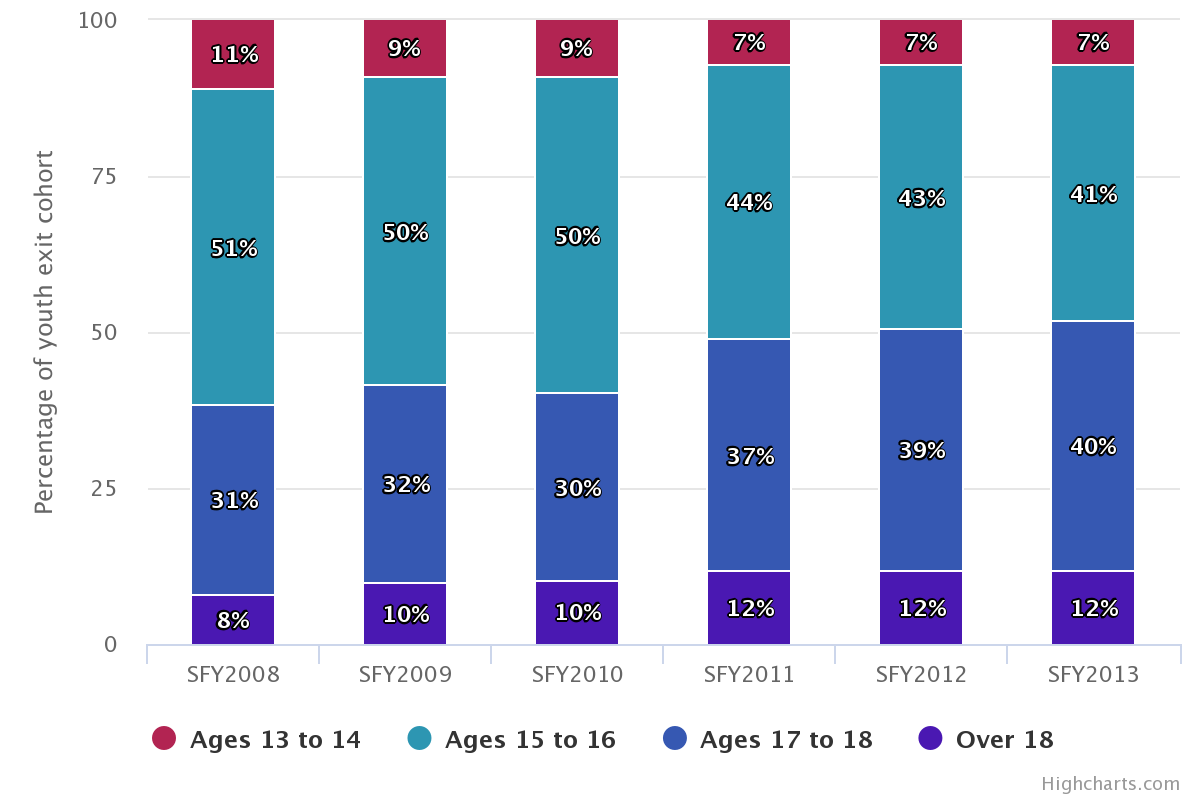 Percentage of youth exit cohort
100
75
50
25
0
11% 9% 9% 7% 7% 7%
51% 50% 50% 44% 43% 41%
31% 32% 30% 37% 39% 40%
8% 10% 10% 12% 12% 12%
SFY2008 SFY2009 SFY2010 SFY2011 SFY2012 SFY2013
Ages 13 to 14 Ages 15 to 16 Ages 17 to 18 Over 18
Highcharts.com